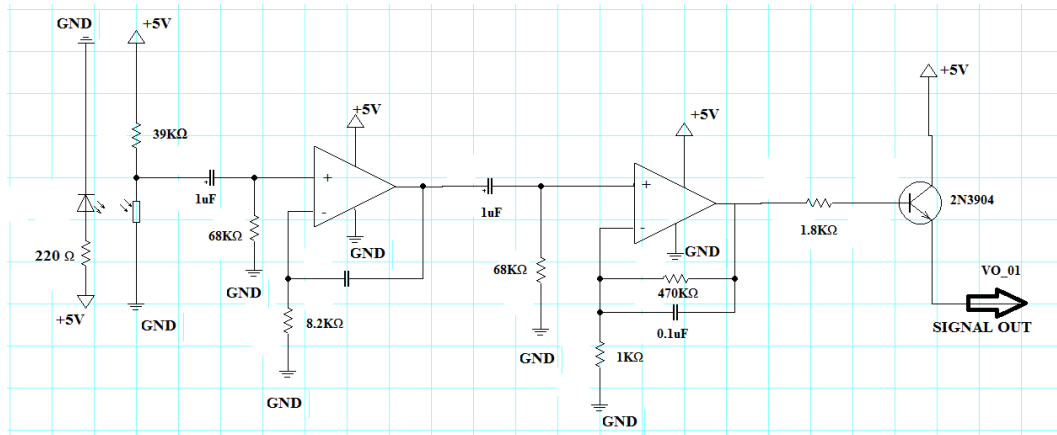 GND
+5V
39KΩ
1uF
68KΩ
GND
220 Ω
+5V
GND
+5V
+
-
GND
8.2KΩ
GND
1uF
68KΩ
GND
+5V
+
-
GND
470KΩ
0.1uF
1KΩ
GND
1.8KΩ
+5V
2N3904
VO_01
SIGNAL OUT